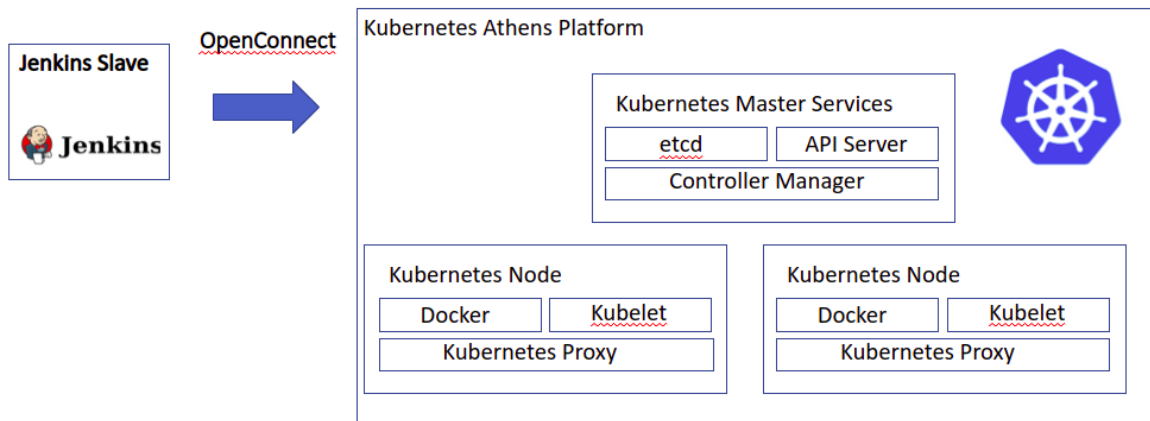 Jenkins Slave
Jenkins
OpenConnect
Kubernetes Athens Platform
Kubernetes Master Services
etcd
API Server
Controller Manager
Kubernetes Node
Docker
Kubelet
Kubernetes Proxy
Kubernetes Node
Docker
Kubelet
Kubernetes Proxy